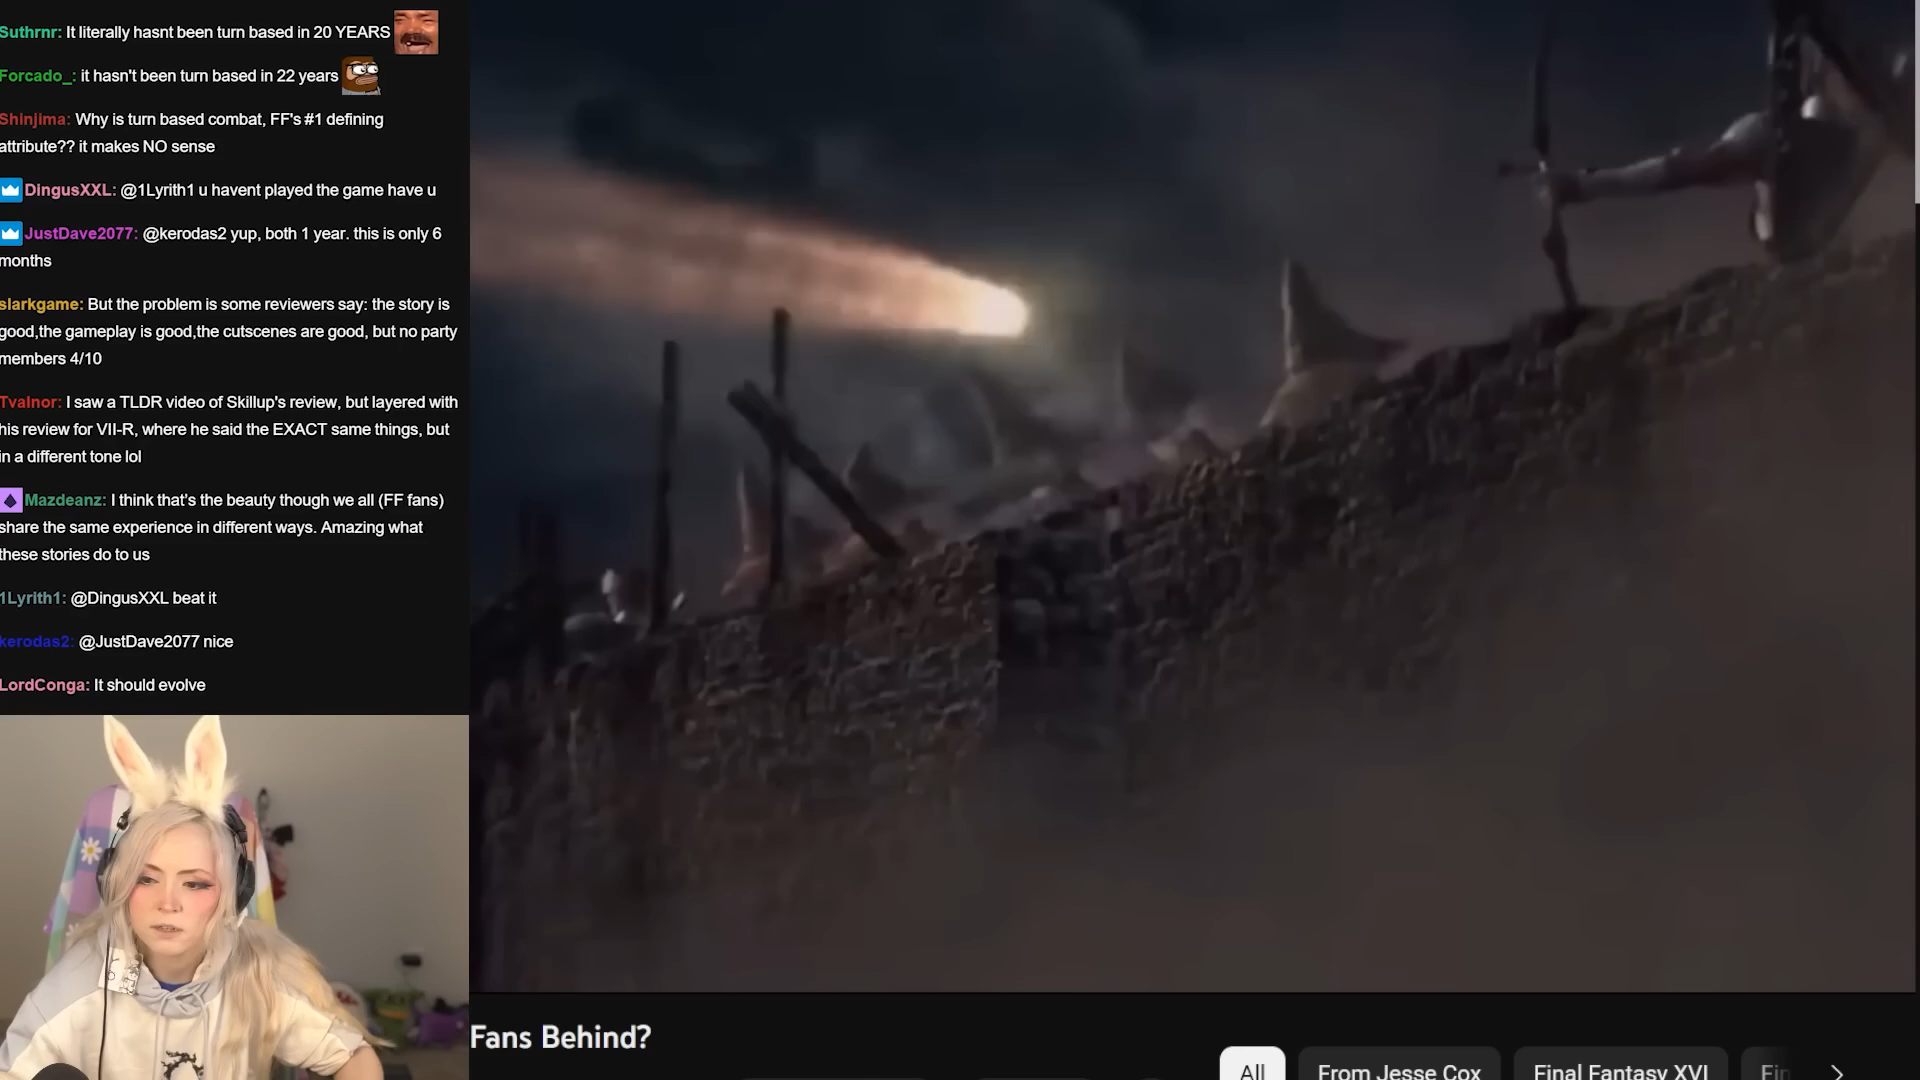 Suthrnr: It literally hasnt been turn based in 20 YEARS
Forcado_: it hasn't been turn based in 22 years
Shinjima: Why is turn based combat, FF's #1 defining
attribute?? it makes NO sense
DingusXXL: @1Lyrith1 u havent played the game have u
JustDave2077: @kerodas2 yup, both 1 year. this is only 6
months
slarkgame: But the problem is some reviewers say: the story is
good,the gameplay is good,the cutscenes are good, but no party
members 4/10
Tvalnor: I saw a TLDR video of Skillup's review, but layered with
his review for VII-R, where he said the EXACT same things, but
in a different tone lol
Mazdeanz: I think that's the beauty though we all (FF fans)
share the same experience in different ways. Amazing what
these stories do to us
1Lyrith1: @DingusXXL beat it
kerodas2: @JustDave2077 nice
LordConga: It should evolve
Fans Behind?
All
From Jesse Cox
Final Fantasy XVI
Fin